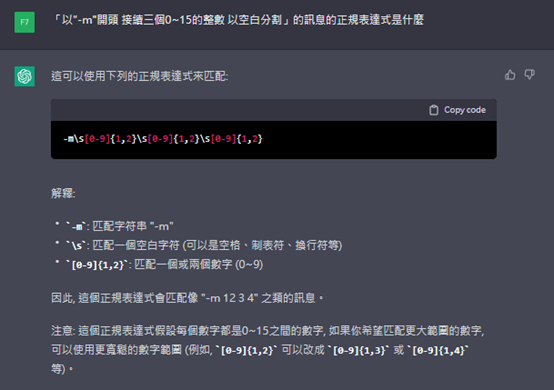 F7
「以"-m"開頭 接續三個0~15的整數 以空白分割」的訊息的正規表達式是什麼
這可以使用下列的正規表達式來匹配:
Copy code
-m\s[0-9]{1,2}\s[0-9]{1,2}\s[0-9]{1,2}
解釋:
• `-m`: 匹配字符串 "-m"
• `\s`: 匹配一個空白字符 (可以是空格、制表符、換行符等)
• `[0-9]{1,2}`: 匹配一個或兩個數字 (0~9)
因此, 這個正規表達式會匹配像 "-m 12 3 4" 之類的訊息。
注意: 這個正規表達式假設每個數字都是0~15之間的數字, 如果你希望匹配更大範圍的數字,
可以使用更寬鬆的數字範圍 (例如, `[0-9]{1,2}` 可以改成 `[0-9]{1,3}` 或 `[0-9]{1,4}`
等)。